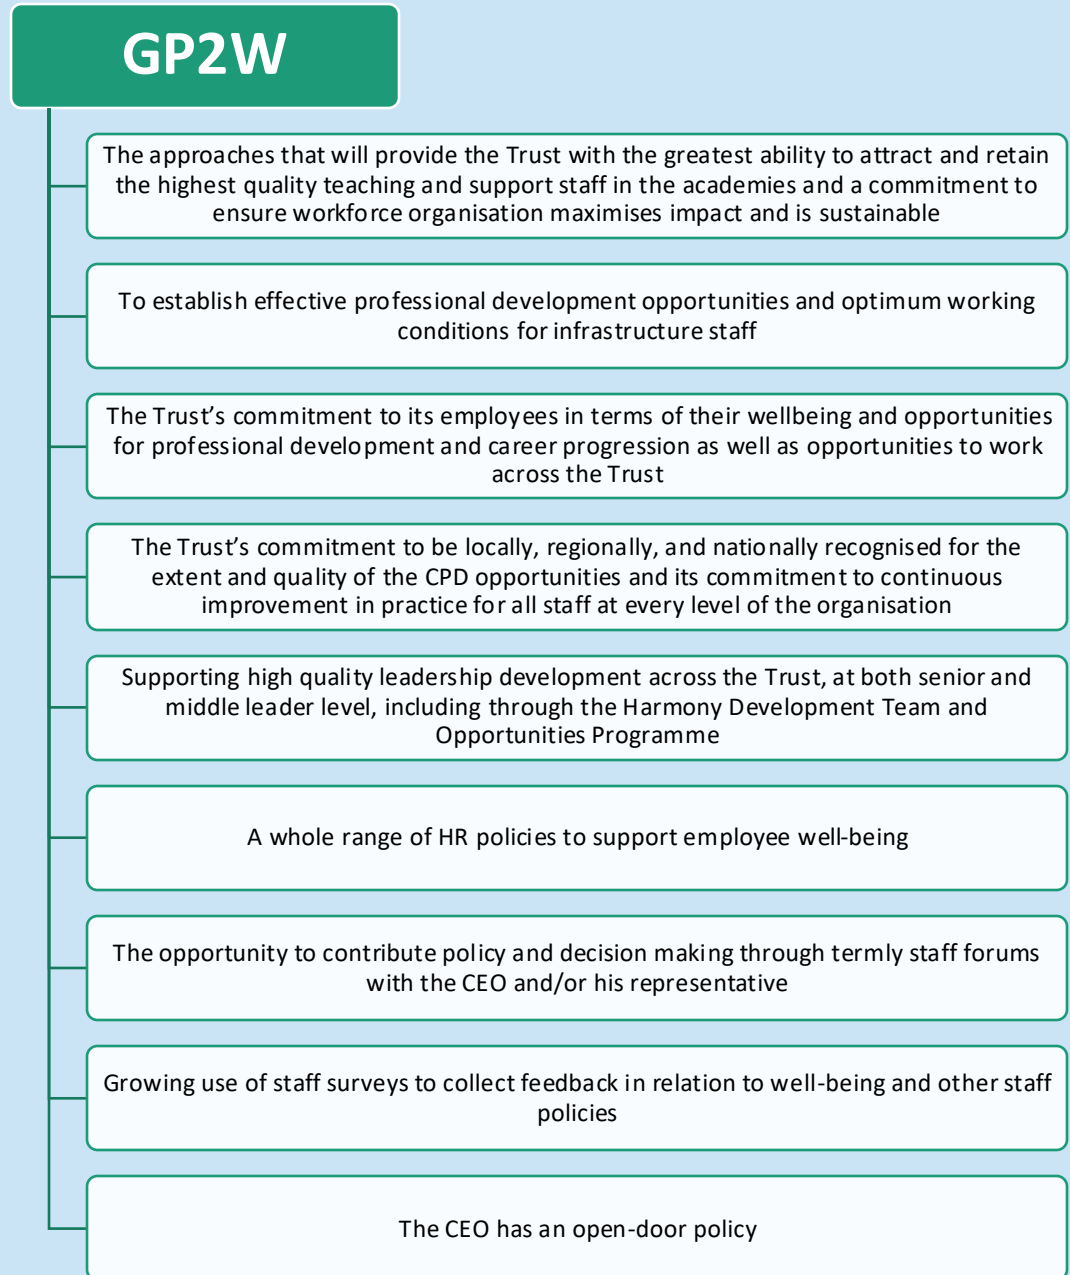 GP2W
The approaches that will provide the Trust with the greatest ability to attract and retain
the highest quality teaching and support staff in the academies and a commitment to
ensure workforce organisation maximises impact and is sustainable
To establish effective professional development opportunities and optimum working
conditions for infrastructure staff
The Trust’s commitment to its employees in terms of their wellbeing and opportunities
for professional development and career progression as well as opportunities to work
across the Trust
The Trust’s commitment to be locally, regionally, and nationally recognised for the
extent and quality of the CPD opportunities and its commitment to continuous
improvement in practice for all staff at every level of the organisation
Supporting high quality leadership development across the Trust, at both senior and
middle leader level, including through the Harmony Development Team and
Opportunities Programme
A whole range of HR policies to support employee well-being
The opportunity to contribute policy and decision making through termly staff forums
with the CEO and/or his representative
Growing use of staff surveys to collect feedback in relation to well-being and other staff
policies
The CEO has an open-door policy